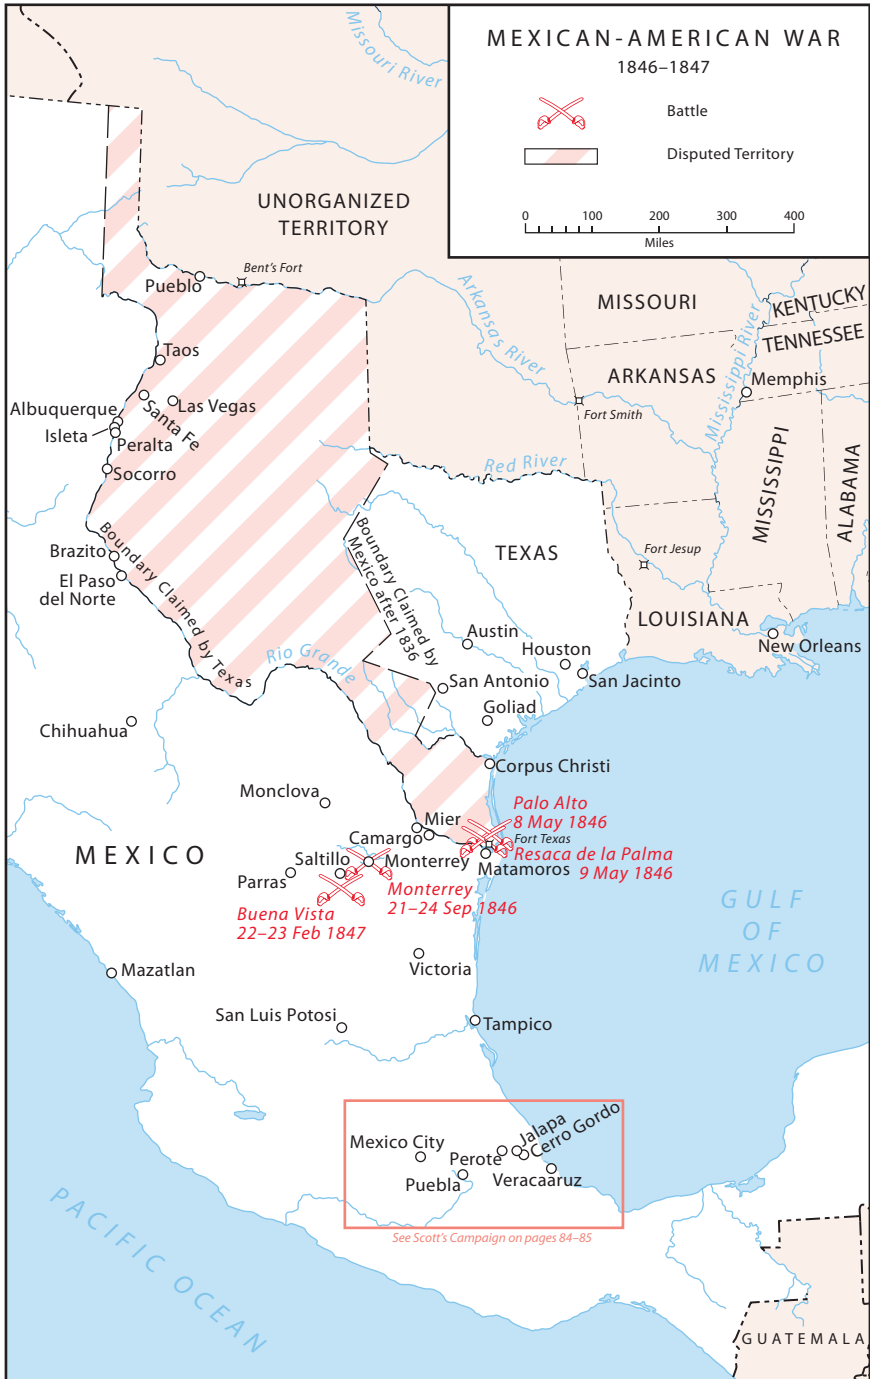 MEXICAN-AMERICAN WAR
1846–1847
Battle
Disputed Territory
0 100 200 300 400
Miles
Missouri River
UNORGANIZED
TERRITORY
Bent's Fort
Pueblo
Arkansas River
MISSOURI
KENTUCKY
TENNESSEE
Mississippi River
ARKANSAS
Memphis
Fort Smith
Taos
Santa Fe
Las Vegas
Albuquerque
Isleta
Peralta
Socorro
Red River
MISSISSIPPI
ALABAMA
Brazito
El Paso
del Norte
Boundary Claimed by Texas
Boundary Claimed by
Mexico after 1836
TEXAS
Fort Jesup
LOUISIANA
New Orleans
Austin
Houston
San Jacinto
Rio Grande
San Antonio
Goliad
Chihuahua
Corpus Christi
Monclova
Mier
Camargo
Palo Alto
8 May 1846
Fort Texas
Resaca de la Palma
9 May 1846
MEXICO
Saltillo
Monterrey
Matamoros
Parras
Monterrey
21–24 Sep 1846
Buena Vista
22–23 Feb 1847
GULF
OF
MEXICO
Mazatlan
Victoria
San Luis Potosi
Tampico
Mexico City
Perote
Jalapa
Cerro Gordo
Puebla
Veracaaruz
See Scott's Campaign on pages 84–85
PACIFIC OCEAN
GUATEMALA